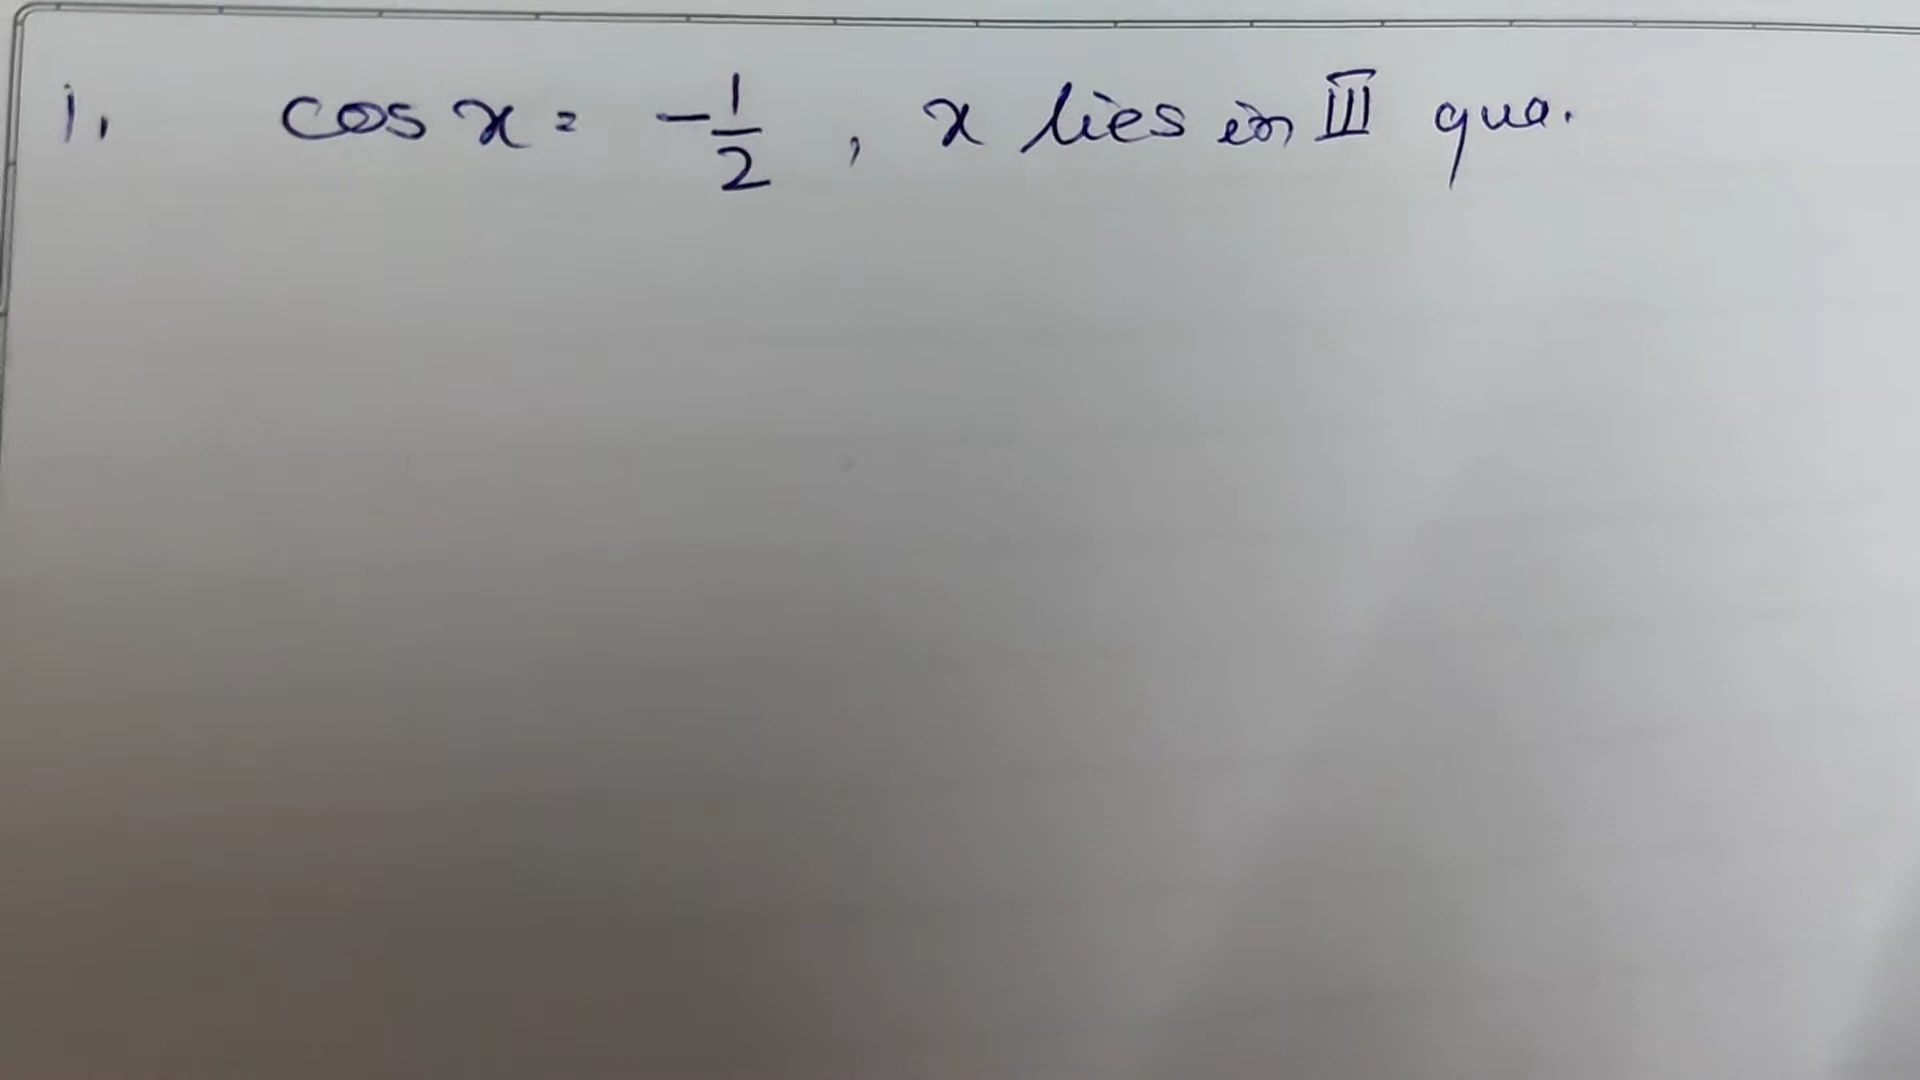 1. cos x = -1/2, x lies in III qua.